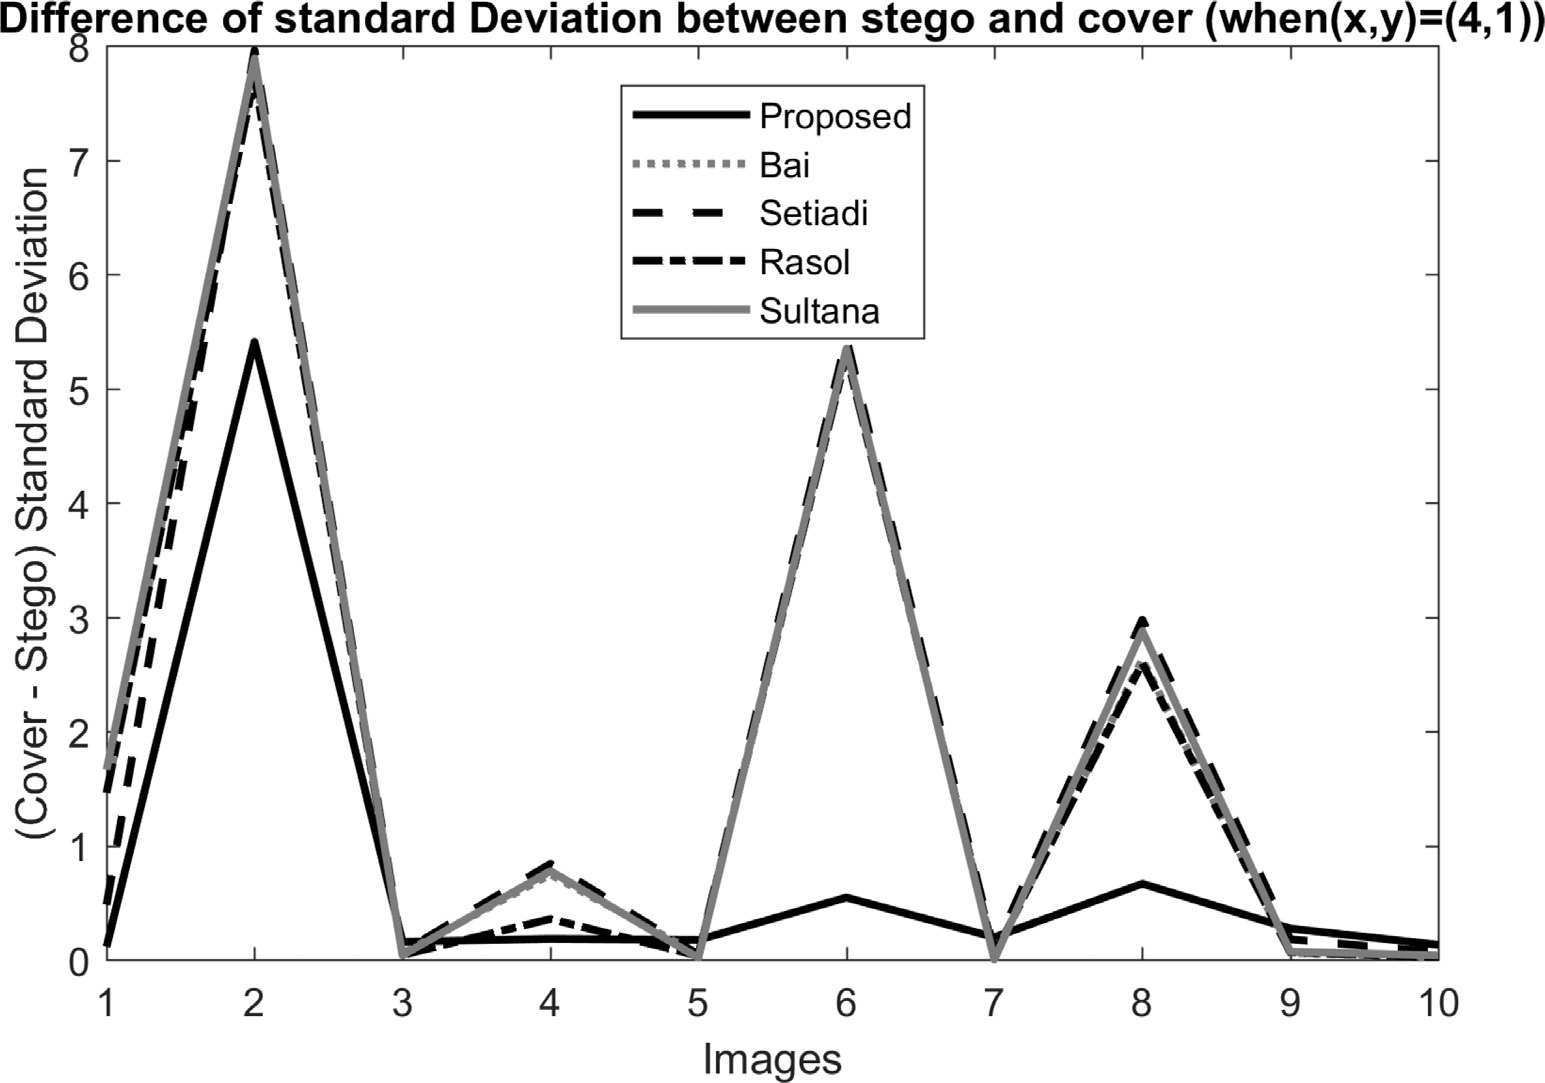 Difference of standard Deviation between stego and cover (when(x,y)=(4,1))
(Cover - Stego) Standard Deviation
8
7
6
5
4
3
2
1
0
Proposed
Bai
Setiadi
Rasol
Sultana
1 2 3 4 5 6 7 8 9 10
Images